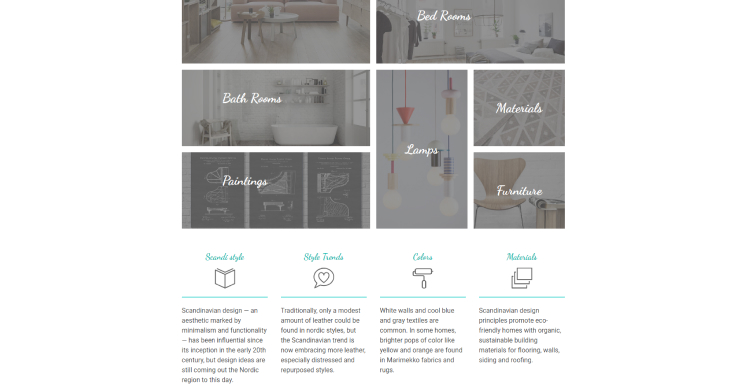 Bed Rooms
Bath Rooms
Materials
Lamps
Paintings
Furniture
Scandi style
Style Trends
Colors
Materials
Scandinavian design — an
aesthetic marked by
minimalism and functionality
— has been influential since
its inception in the early 20th
century, but design ideas are
still coming out the Nordic
region to this day.
Traditionally, only a modest
amount of leather could be
found in nordic styles, but
the Scandinavian trend is
now embracing more leather,
especially distressed and
repurposed styles.
White walls and cool blue
and gray textiles are
common. In some homes,
brighter pops of color like
yellow and orange are found
in Marimekko fabrics and
rugs.
Scandinavian design
principles promote eco-
friendly homes with organic,
sustainable building
materials for flooring, walls,
siding and roofing.